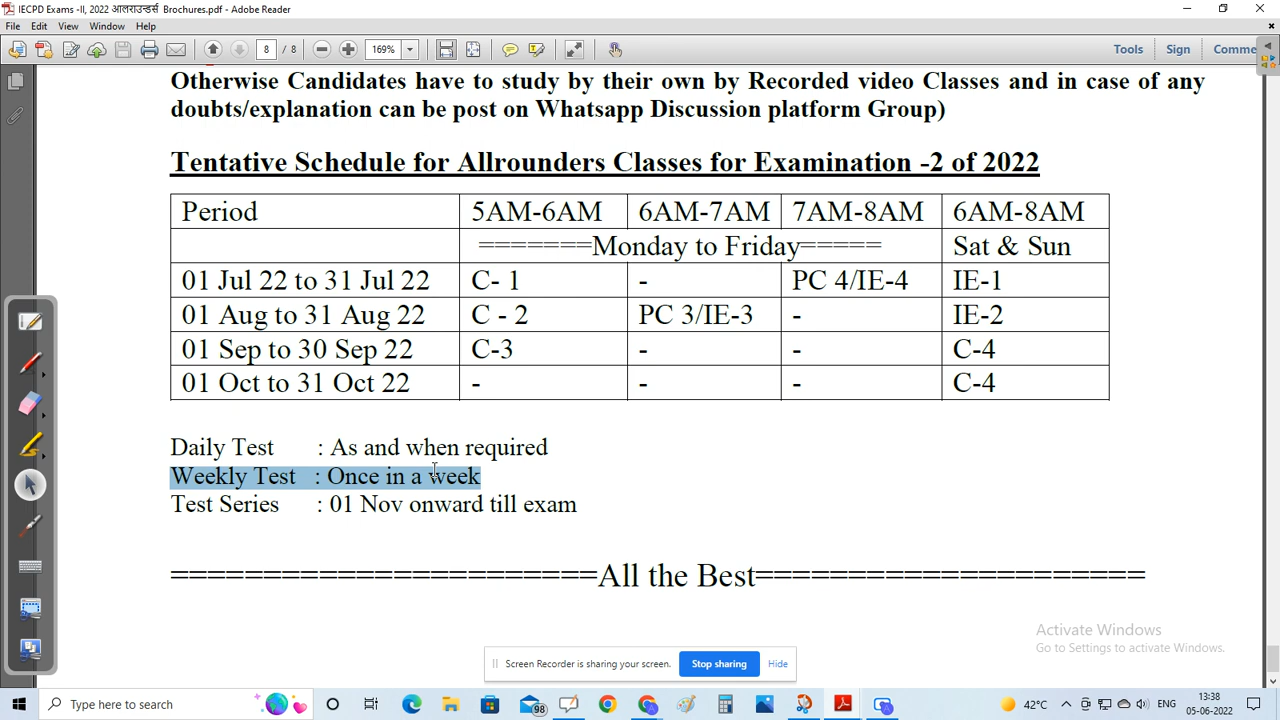 IECPD Exams -II, 2022 आलराउन्डर्स Brochures.pdf - Adobe Reader
File Edit View Window Help
8 / 8 169% Tools Sign Comme
Otherwise Candidates have to study by their own by Recorded video Classes and in case of any
doubts/explanation can be post on Whatsapp Discussion platform Group)
Tentative Schedule for Allrounders Classes for Examination -2 of 2022
Period 5AM-6AM 6AM-7AM 7AM-8AM 6AM-8AM
=======Monday to Friday===== Sat & Sun
01 Jul 22 to 31 Jul 22 C- 1 - PC 4/IE-4 IE-1
01 Aug to 31 Aug 22 C - 2 PC 3/IE-3 - IE-2
01 Sep to 30 Sep 22 C-3 - - C-4
01 Oct to 31 Oct 22 - - - C-4
Daily Test : As and when required
Weekly Test : Once in a week
Test Series : 01 Nov onward till exam
=======================All the Best=====================
Activate Windows
Go to Settings to activate Windows.
Screen Recorder is sharing your screen. Stop sharing Hide
Type here to search 42°C ENG 13:38
05-06-2022